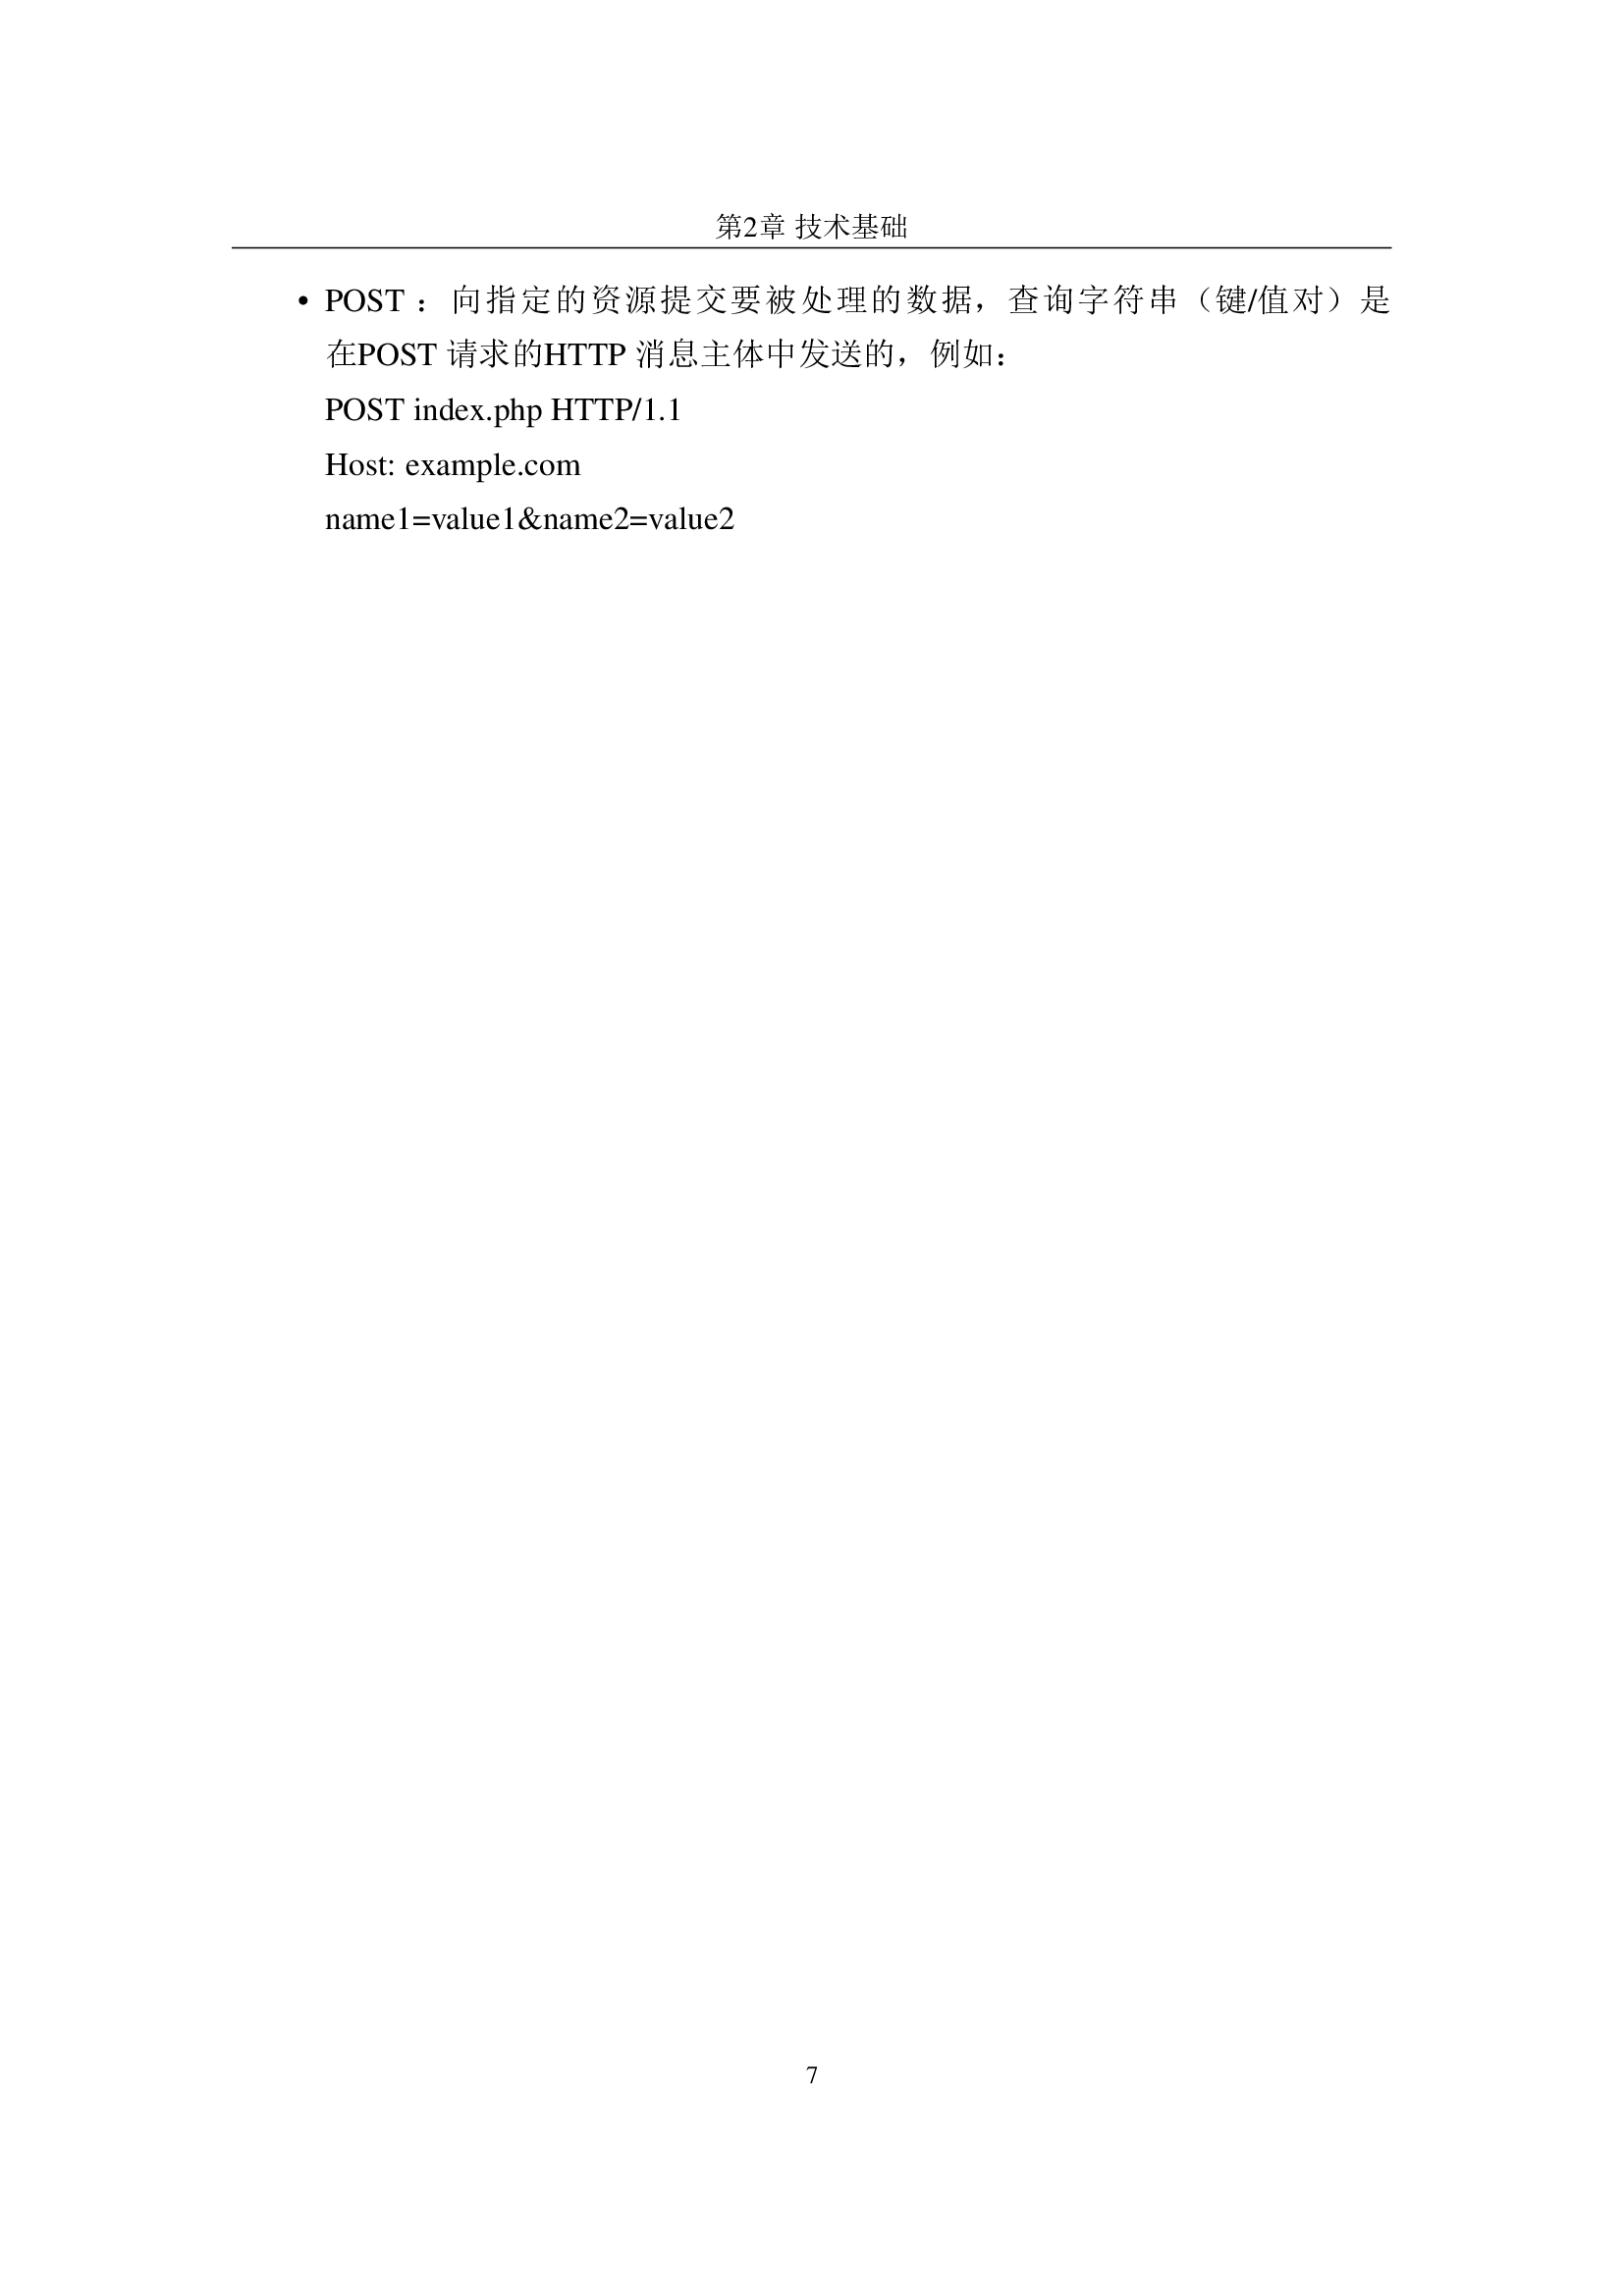 第2章 技术基础
• POST ： 向指定的资源提交要被处理的数据，查询字符串（键/值对）是
在POST 请求的HTTP 消息主体中发送的，例如：
POST index.php HTTP/1.1
Host: example.com
name1=value1&name2=value2
7